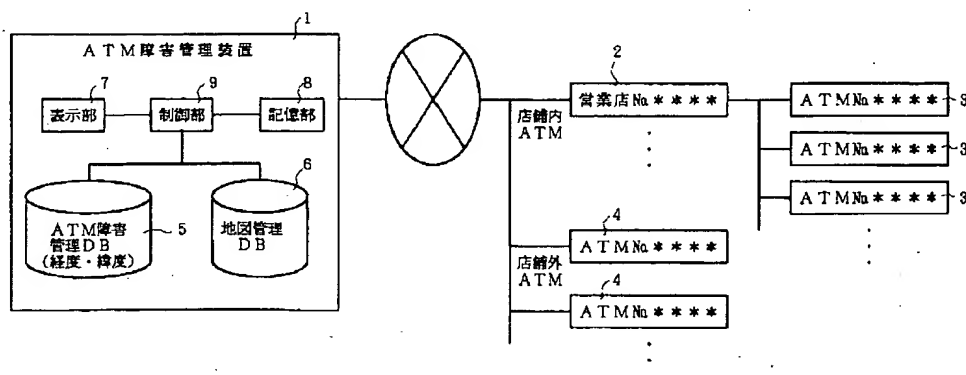 1
ATM障害管理装置
7
9
8
表示部
制御部
記憶部
ATM障害
管理DB
(経度・緯度)
5
6
地図管理
DB
2
営業店No.****
店舗内
ATM
ATMNo.****
3
ATMNo.****
3
ATMNo.****
3
4
ATMNo.****
店舗外
ATM
4
ATMNo.****